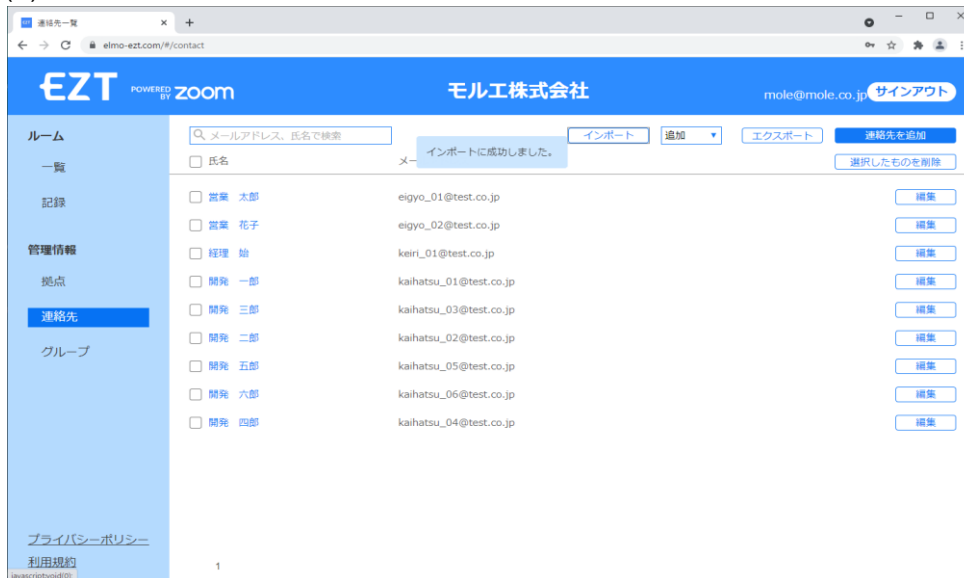 連絡先一覧
elmo-ezt.com/#/contact
EZT POWERED BY zoom モルエ株式会社 mole@mole.co.jp サインアウト
ルーム
一覧
記録
管理情報
拠点
連絡先
グループ
プライバシーポリシー
利用規約
javascript:void(0);
メールアドレス、氏名で検索 インポート 追加 エクスポート 連絡先を追加
インポートに成功しました。
氏名 メー 選択したものを削除
営業 太郎 eigyo_01@test.co.jp 編集
営業 花子 eigyo_02@test.co.jp 編集
経理 始 keiri_01@test.co.jp 編集
開発 一郎 kaihatsu_01@test.co.jp 編集
開発 三郎 kaihatsu_03@test.co.jp 編集
開発 二郎 kaihatsu_02@test.co.jp 編集
開発 五郎 kaihatsu_05@test.co.jp 編集
開発 六郎 kaihatsu_06@test.co.jp 編集
開発 四郎 kaihatsu_04@test.co.jp 編集
1